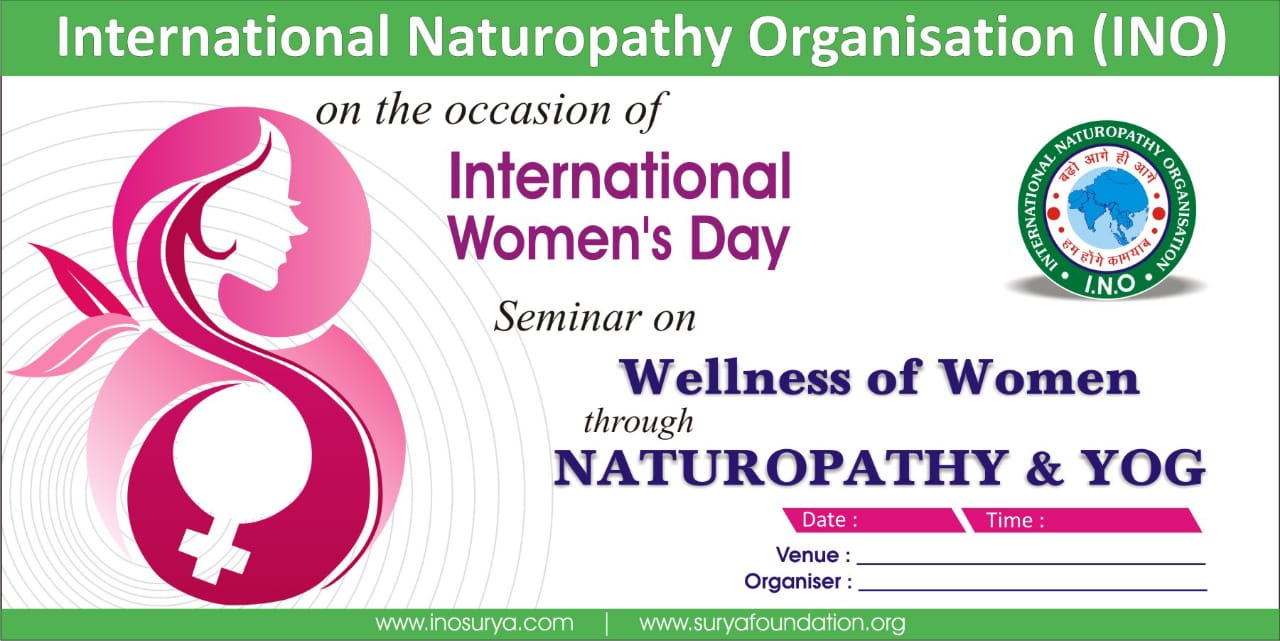 International Naturopathy Organisation (INO)
on the occasion of
International
Women's Day
INTERNATIONAL NATUROPATHY ORGANISATION
बढ़ो आगे ही आगे
हम होंगे कामयाब
I.N.O
Seminar on
Wellness of Women
through
NATUROPATHY & YOG
Date :
Time :
Venue :
Organiser :
www.inosurya.com | www.suryafoundation.org